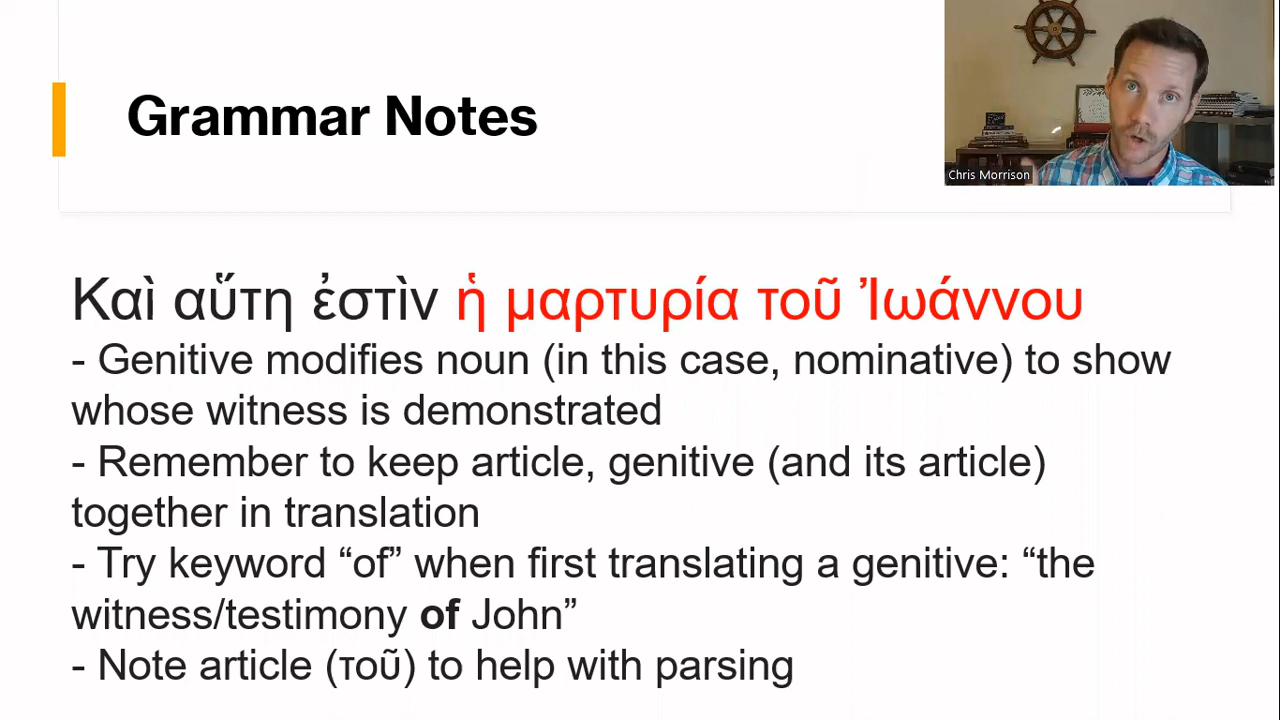 Grammar Notes
Chris Morrison
Καὶ αὕτη ἐστὶν ἡ μαρτυρία τοῦ Ἰωάννου
- Genitive modifies noun (in this case, nominative) to show
whose witness is demonstrated
- Remember to keep article, genitive (and its article)
together in translation
- Try keyword “of” when first translating a genitive: “the
witness/testimony of John”
- Note article (τοῦ) to help with parsing